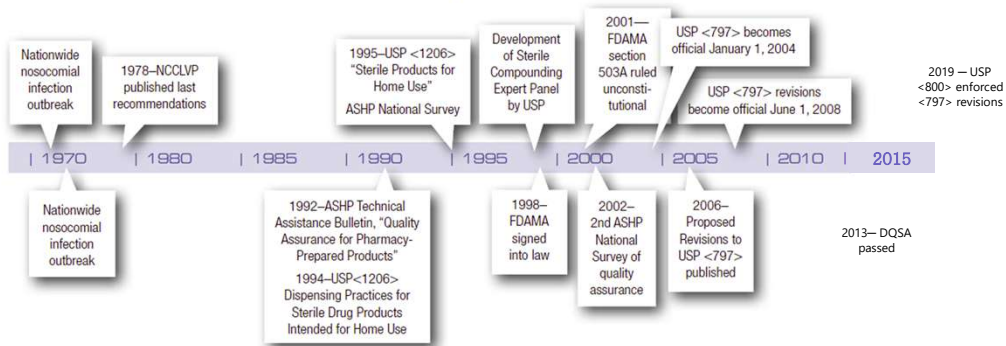 Nationwide
nosocomial
infection
outbreak
1978–NCCLVP
published last
recommendations
1995–USP <1206>
“Sterile Products for
Home Use”
ASHP National Survey
Development
of Sterile
Compounding
Expert Panel
by USP
2001—
FDAMA
section
503A ruled
unconsti-
tutional
USP <797> becomes
official January 1, 2004
USP <797> revisions
become official June 1, 2008
2019 — USP
<800> enforced
<797> revisions
| 1970 | 1980 | 1985 | 1990 | 1995 | 2000 | 2005 | 2010 | 2015
Nationwide
nosocomial
infection
outbreak
1992–ASHP Technical
Assistance Bulletin, “Quality
Assurance for Pharmacy-
Prepared Products”
1994–USP<1206>
Dispensing Practices for
Sterile Drug Products
Intended for Home Use
1998–
FDAMA
signed
into law
2002–
2nd ASHP
National
Survey of
quality
assurance
2006–
Proposed
Revisions to
USP <797>
published
2013— DQSA
passed